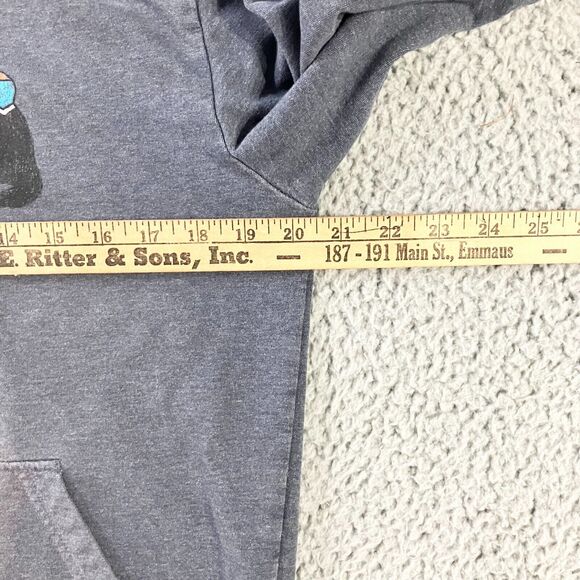 14 15 16 17 18 19 20 21 22 23 24 25
E. Ritter & Sons, Inc. — 187 - 191 Main St., Emmaus —